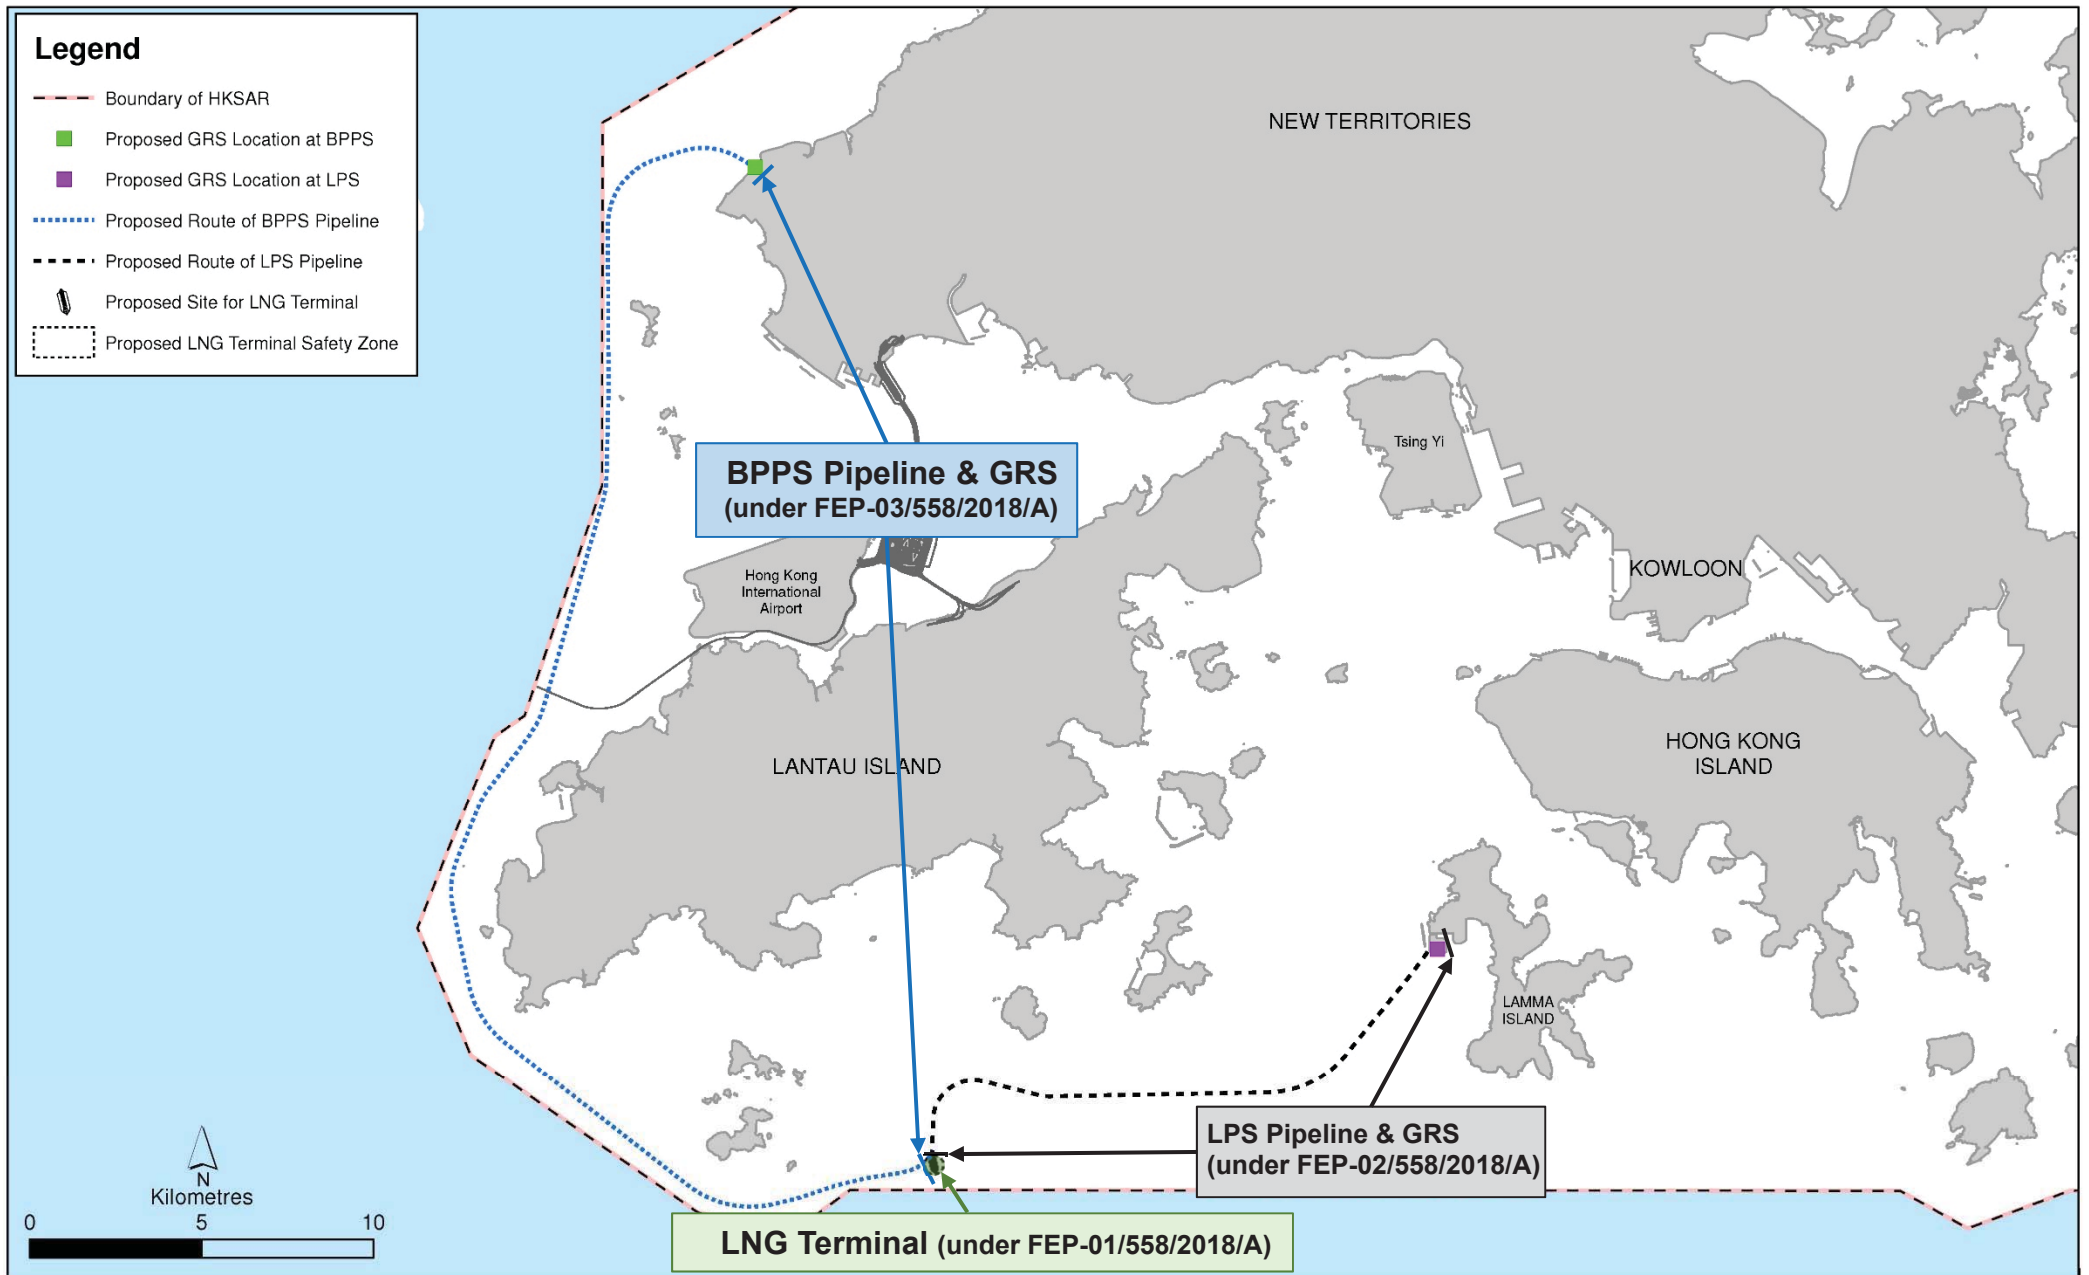 Legend
Boundary of HKSAR
Proposed GRS Location at BPPS
Proposed GRS Location at LPS
Proposed Route of BPPS Pipeline
Proposed Route of LPS Pipeline
Proposed Site for LNG Terminal
Proposed LNG Terminal Safety Zone
NEW TERRITORIES
Tsing Yi
BPPS Pipeline & GRS
(under FEP-03/558/2018/A)
Hong Kong
International
Airport
KOWLOON
LANTAU ISLAND
HONG KONG
ISLAND
LAMMA
ISLAND
LPS Pipeline & GRS
(under FEP-02/558/2018/A)
N
Kilometres
0 5 10
LNG Terminal (under FEP-01/558/2018/A)